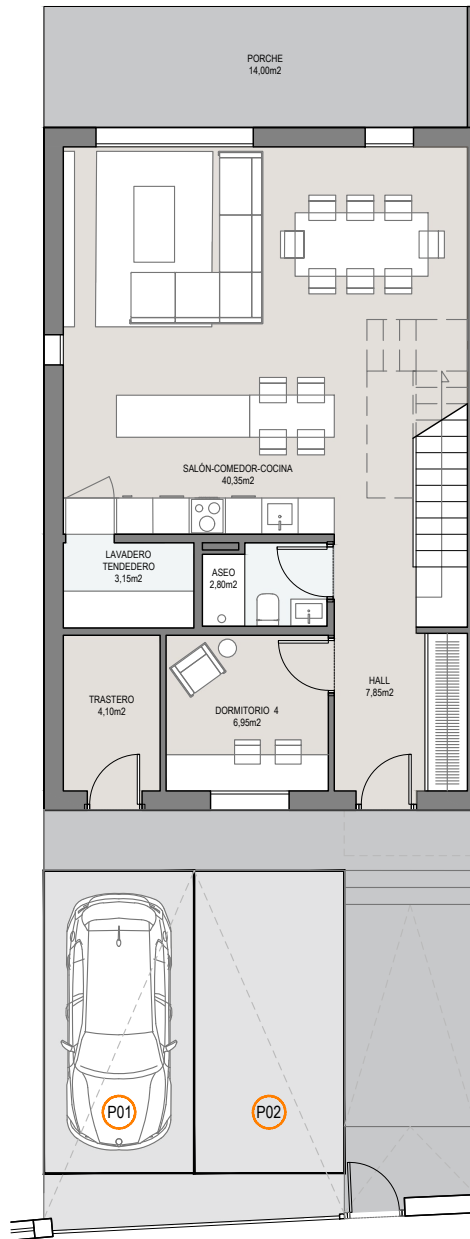 PORCHE
14,00m2
SALÓN-COMEDOR-COCINA
40,35m2
LAVADERO
TENDEDERO
3,15m2
ASEO
2,80m2
TRASTERO
4,10m2
DORMITORIO 4
6,95m2
HALL
7,85m2
P01
P02